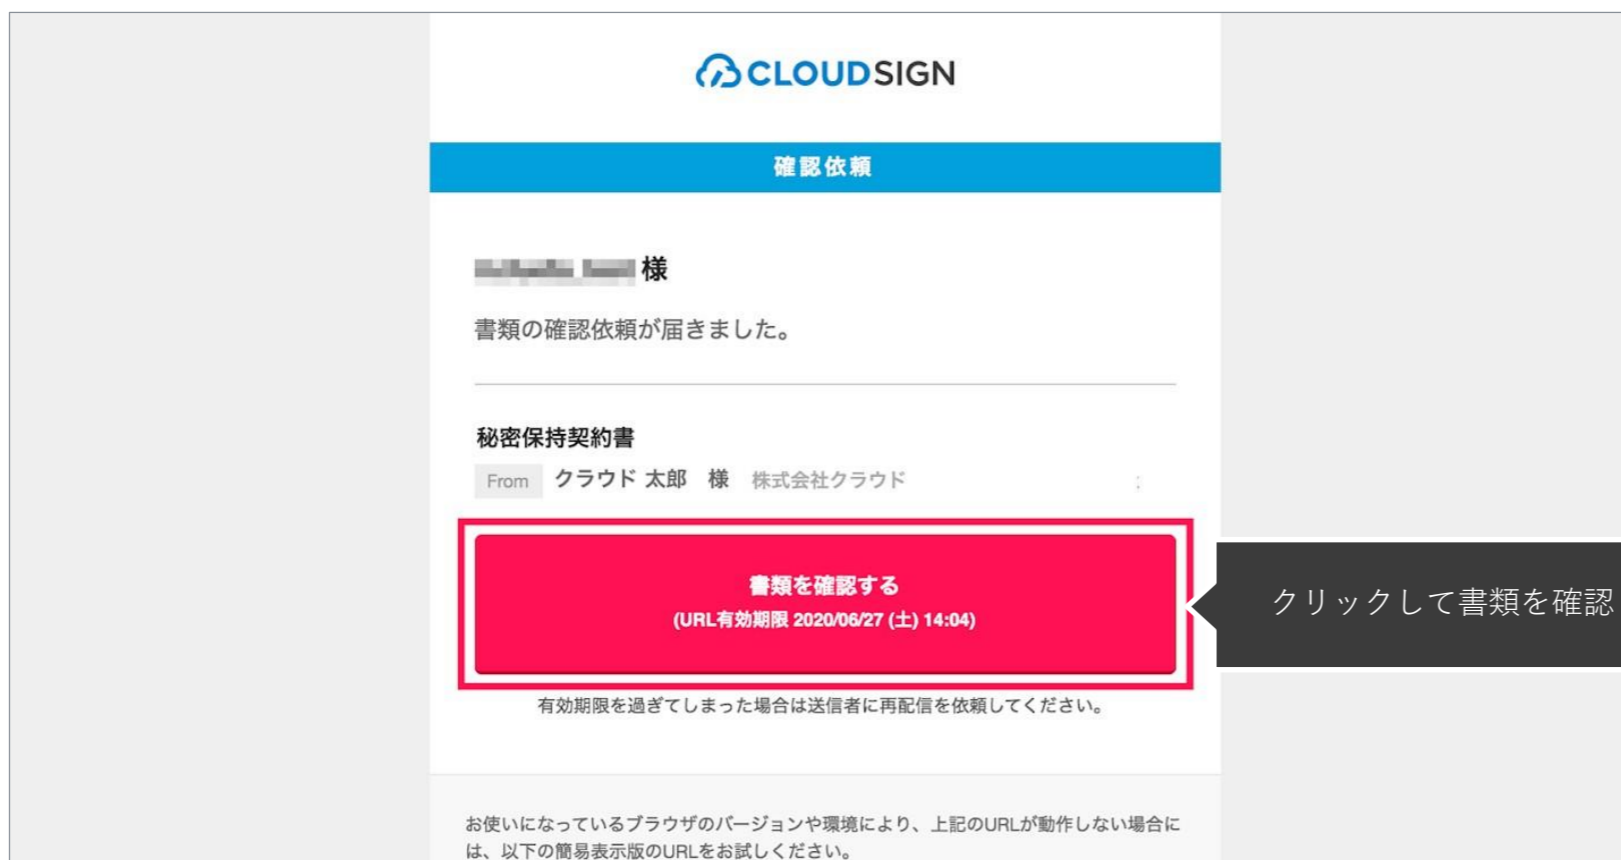 CLOUDSIGN
確認依頼
様
書類の確認依頼が届きました。
秘密保持契約書
From クラウド 太郎 様 株式会社クラウド
書類を確認する
(URL有効期限 2020/06/27 (土) 14:04)
クリックして書類を確認
有効期限を過ぎてしまった場合は送信者に再配信を依頼してください。
お使いになっているブラウザのバージョンや環境により、上記のURLが動作しない場合に
は、以下の簡易表示版のURLをお試しください。